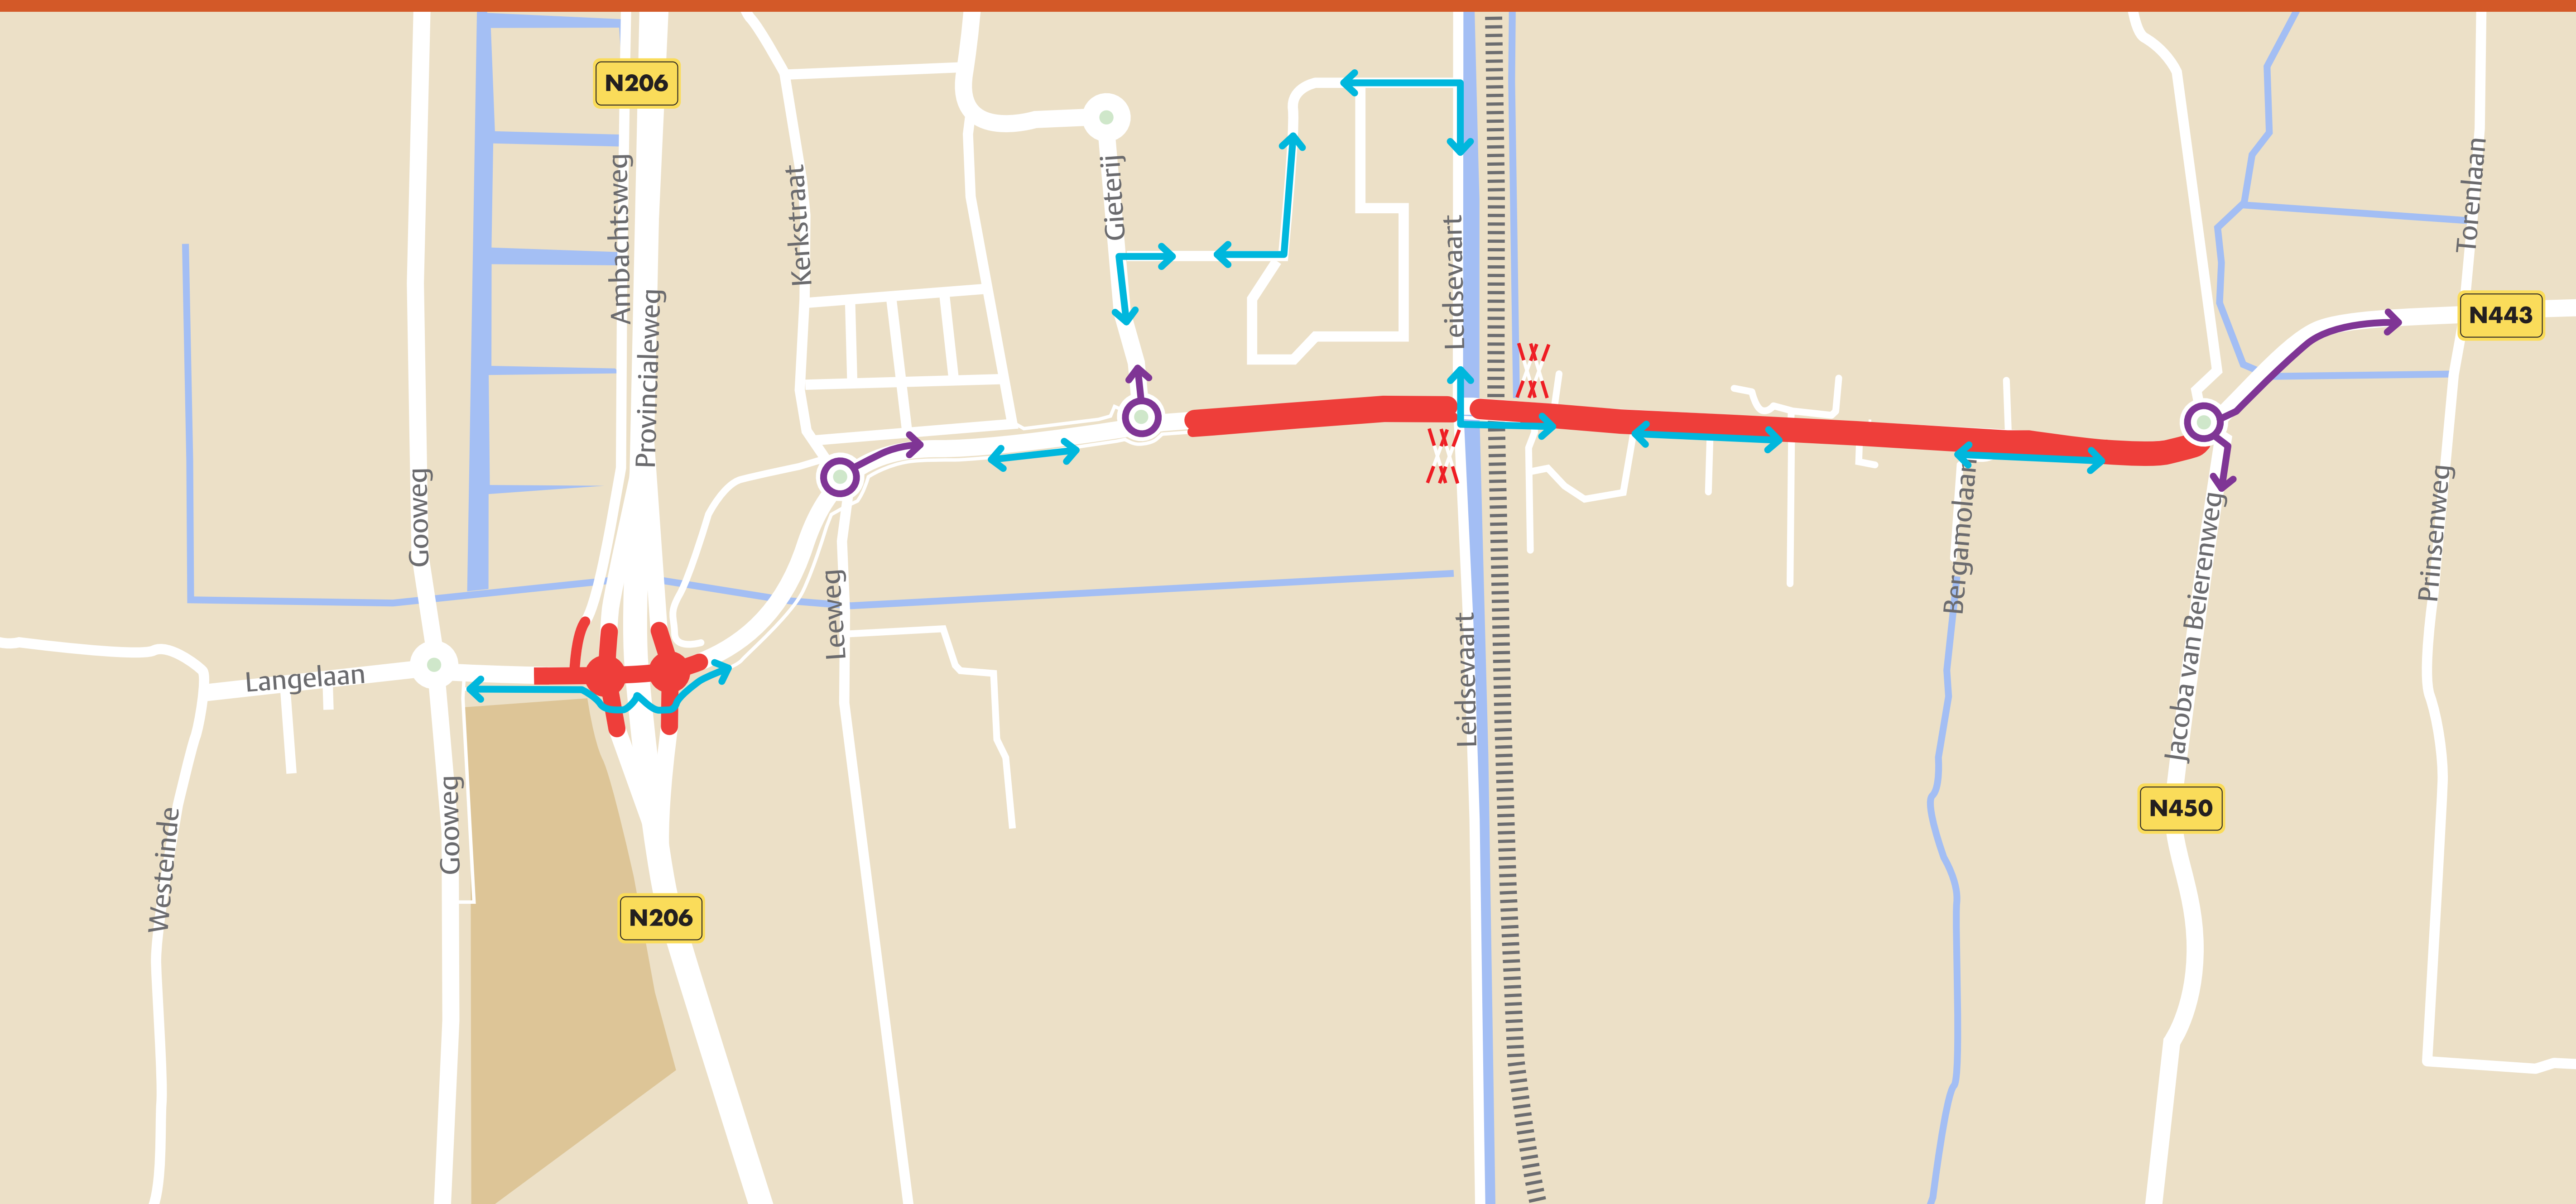 N206
Ambachtsweg
Provincialeweg
Kerkstraat
Gieterij
Leidsevaart
Torenlaan
N443
Gooweg
Leeweg
Bergamolaan
Jacoba van Beierenweg
Prinsenweg
Langelaan
Leidsevaart
Westeinde
Gooweg
N450
N206